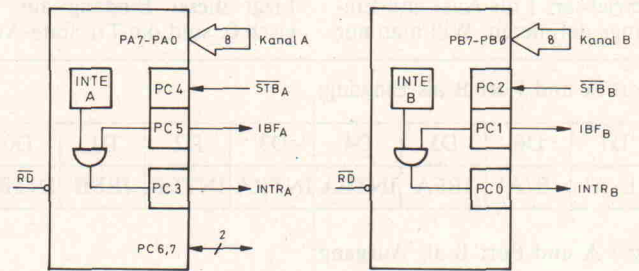 PA7-PA0
8
Kanal A
INTE
A
PC4
STB_A
PC5
IBF_A
RD
PC3
INTR_A
PC6,7
2
PB7-PBØ
8
Kanal B
INTE
B
PC2
STB_B
PC1
IBF_B
RD
PC0
INTR_B